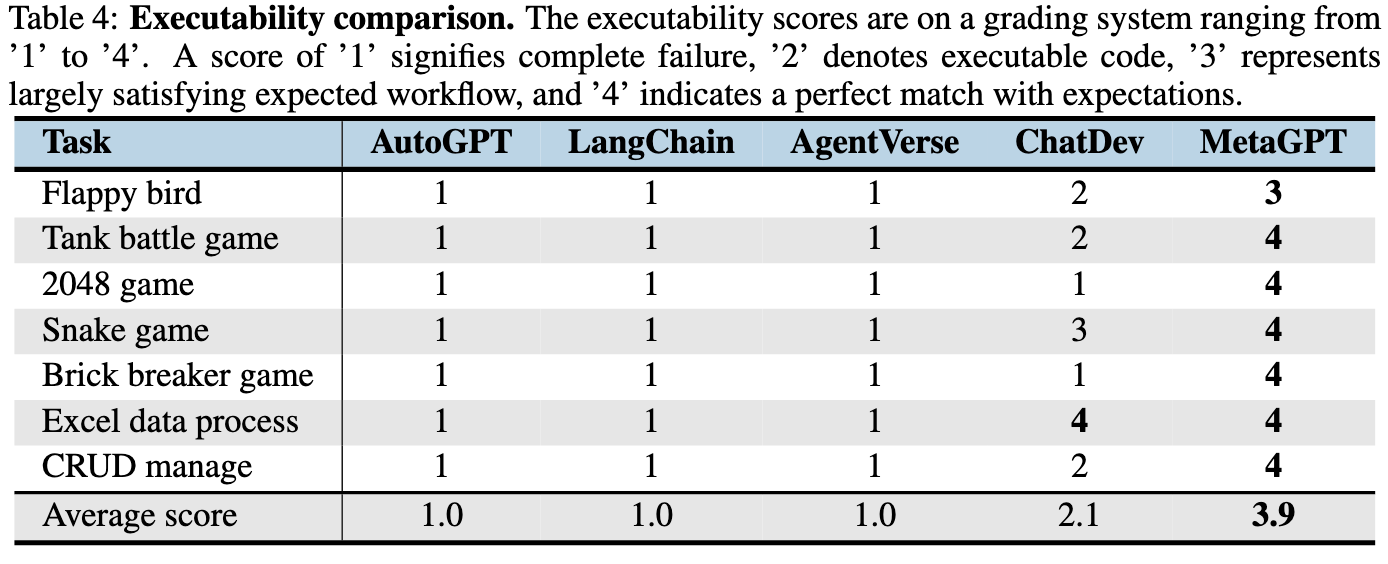 Table 4: Executability comparison. The executability scores are on a grading system ranging from
’1’ to ’4’. A score of ’1’ signifies complete failure, ’2’ denotes executable code, ’3’ represents
largely satisfying expected workflow, and ’4’ indicates a perfect match with expectations.
Task AutoGPT LangChain AgentVerse ChatDev MetaGPT
Flappy bird 1 1 1 2 3
Tank battle game 1 1 1 2 4
2048 game 1 1 1 1 4
Snake game 1 1 1 3 4
Brick breaker game 1 1 1 1 4
Excel data process 1 1 1 4 4
CRUD manage 1 1 1 2 4
Average score 1.0 1.0 1.0 2.1 3.9